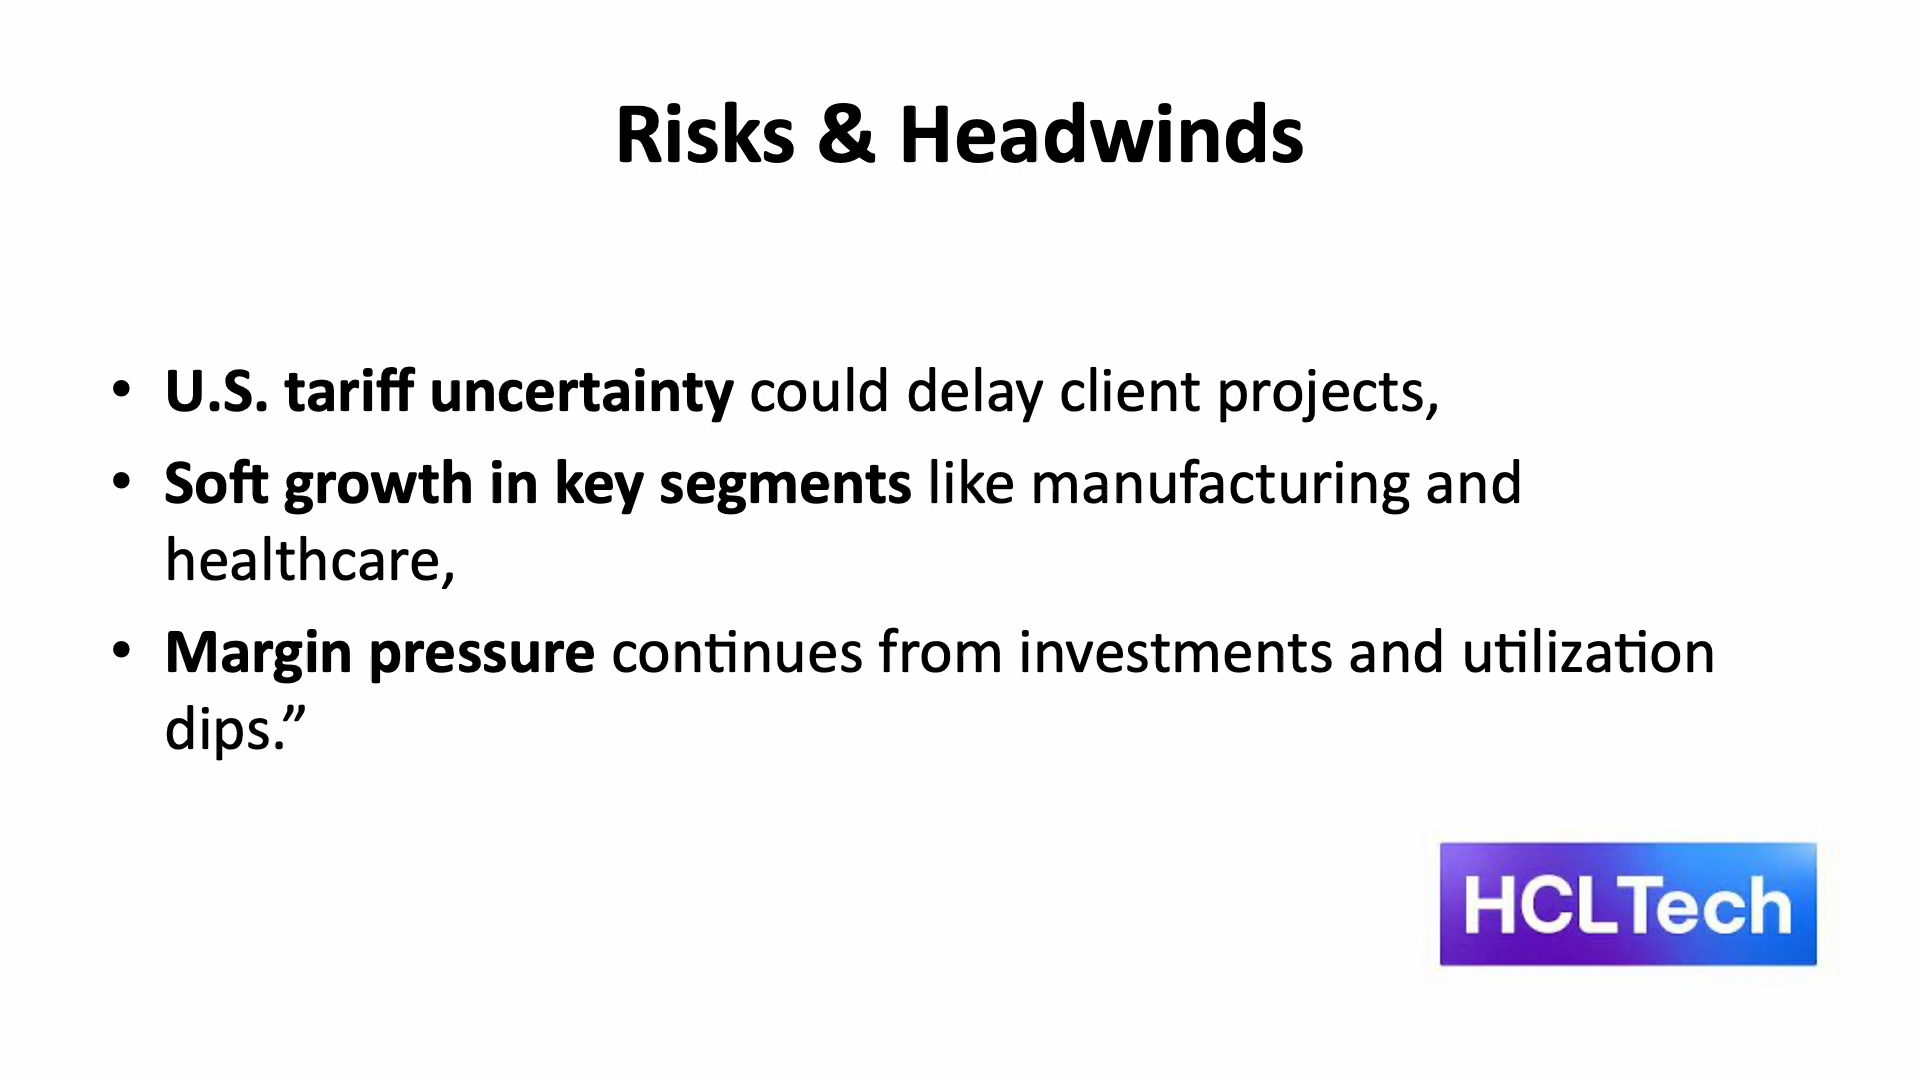 Risks & Headwinds
• U.S. tariff uncertainty could delay client projects,
• Soft growth in key segments like manufacturing and
healthcare,
• Margin pressure continues from investments and utilization
dips.”
HCLTech